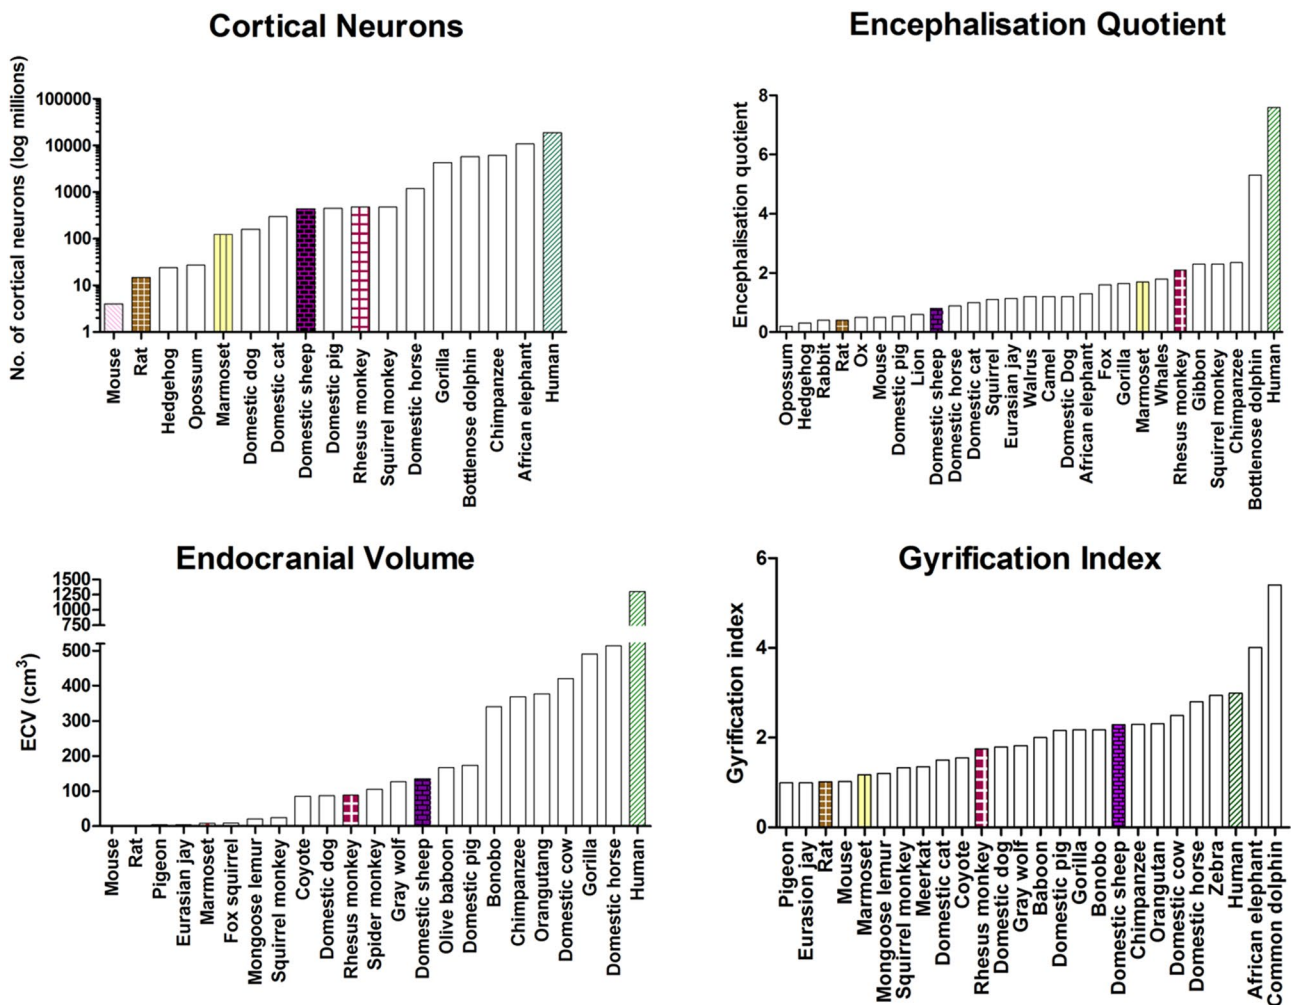 Cortical Neurons
No. of cortical neurons (log millions)
100000
10000
1000
100
10
1
Mouse
Rat
Hedgehog
Opossum
Marmoset
Domestic dog
Domestic cat
Domestic sheep
Domestic pig
Rhesus monkey
Squirrel monkey
Domestic horse
Gorilla
Bottlenose dolphin
Chimpanzee
African elephant
Human
Encephalisation Quotient
Encephalisation quotient
8
6
4
2
0
Opossum
Hedgehog
Rabbit
Rat
Ox
Mouse
Domestic pig
Lion
Domestic sheep
Domestic horse
Domestic cat
Squirrel
Eurasian jay
Walrus
Camel
Domestic Dog
African elephant
Fox
Gorilla
Marmoset
Whales
Rhesus monkey
Gibbon
Squirrel monkey
Chimpanzee
Bottlenose dolphin
Human
Endocranial Volume
ECV (cm³)
1500
1250
1000
750
500
400
300
200
100
0
Mouse
Rat
Pigeon
Eurasian jay
Marmoset
Fox squirrel
Mongoose lemur
Squirrel monkey
Coyote
Domestic dog
Rhesus monkey
Spider monkey
Gray wolf
Domestic sheep
Olive baboon
Domestic pig
Bonobo
Chimpanzee
Orangutang
Domestic cow
Gorilla
Domestic horse
Human
Gyrification Index
Gyrification index
6
4
2
0
Pigeon
Eurasion jay
Rat
Mouse
Marmoset
Mongoose lemur
Squirrel monkey
Meerkat
Domestic cat
Coyote
Rhesus monkey
Domestic dog
Gray wolf
Baboon
Domestic pig
Gorilla
Bonobo
Domestic sheep
Chimpanzee
Orangutan
Domestic cow
Domestic horse
Zebra
Human
African elephant
Common dolphin